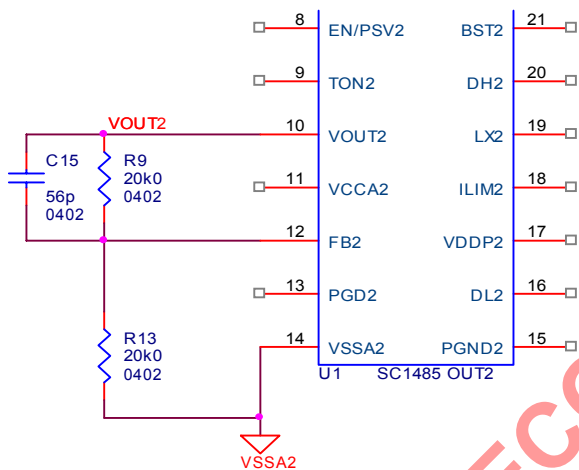 8 EN/PSV2 BST2 21
9 TON2 DH2 20
VOUT2
10 VOUT2 LX2 19
C15
56p
0402
R9
20k0
0402
11 VCCA2 ILIM2 18
12 FB2 VDDP2 17
13 PGD2 DL2 16
R13
20k0
0402
14 VSSA2 PGND2 15
U1 SC1485 OUT2
VSSA2